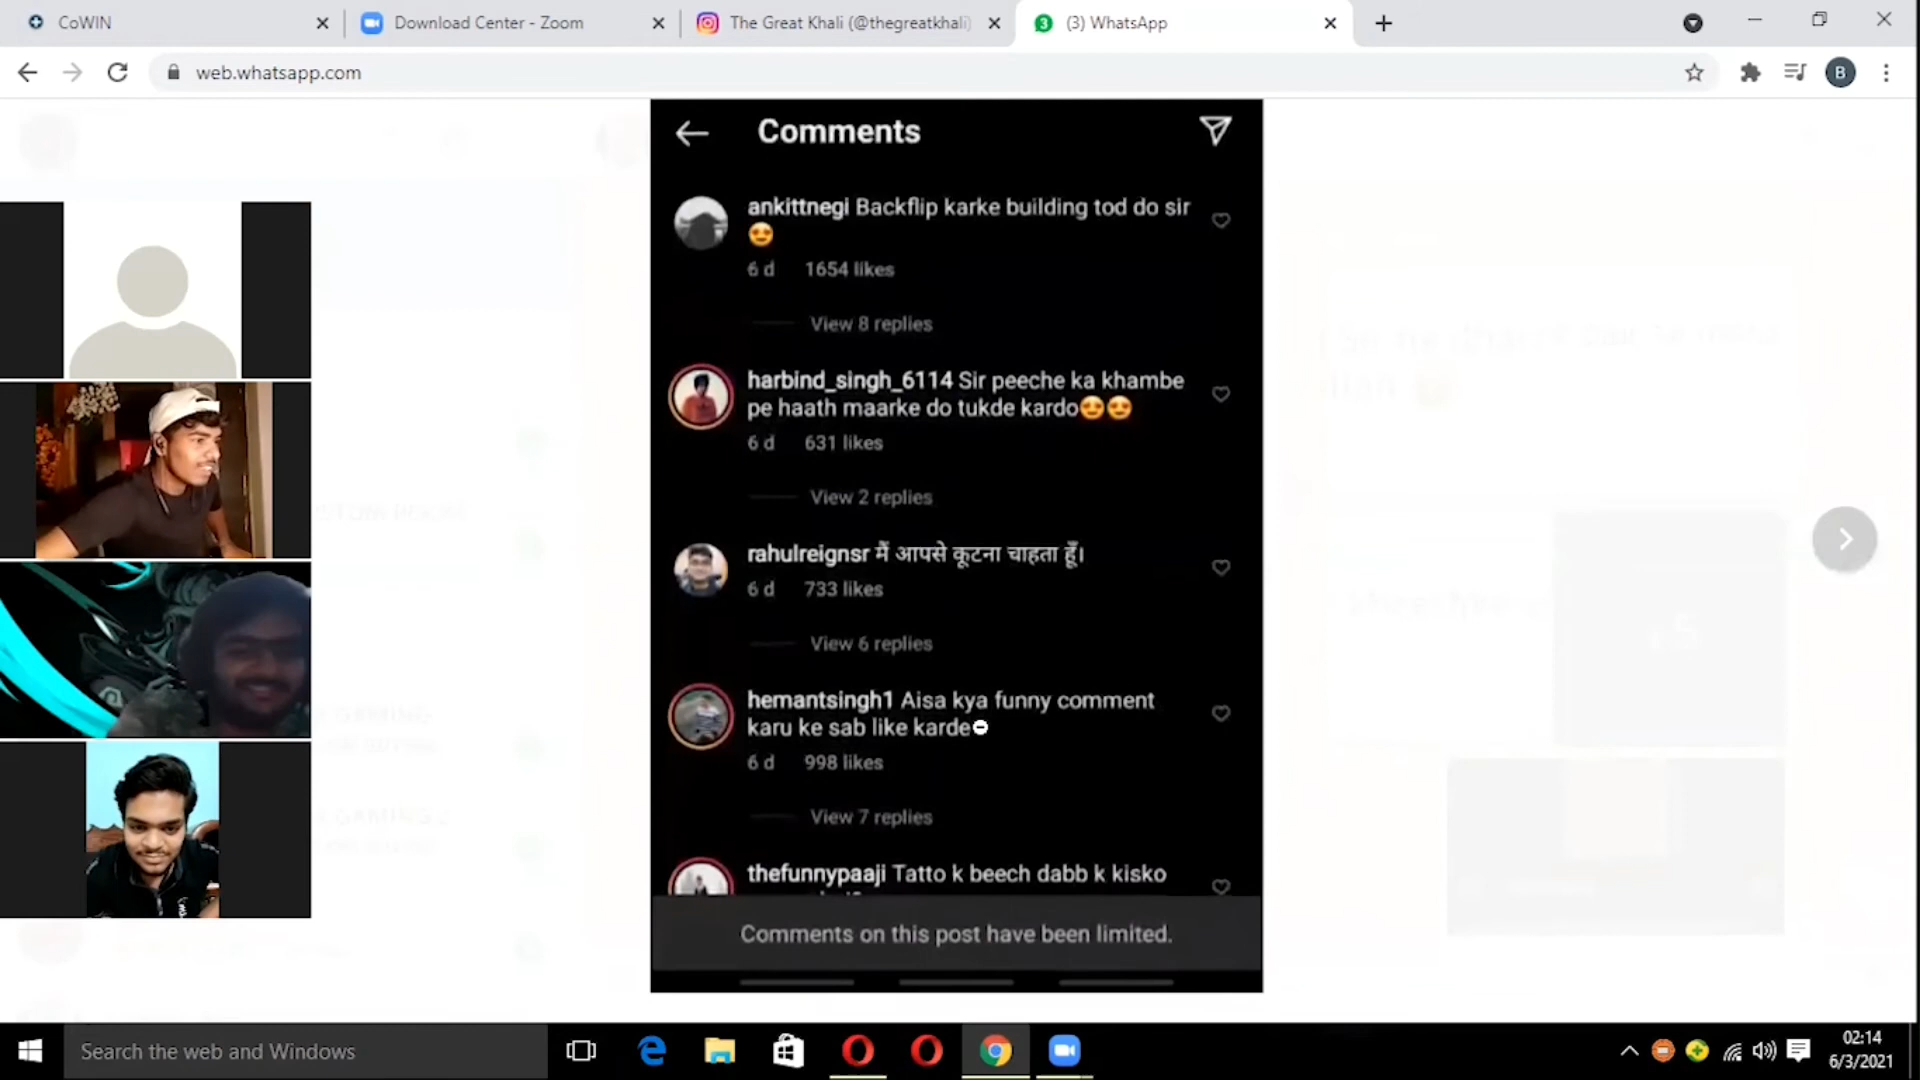 CoWIN
Download Center - Zoom
The Great Khali (@thegreatkhali)
(3) WhatsApp
web.whatsapp.com
B
Comments
ankittnegi Backflip karke building tod do sir
😍
6 d 1654 likes
View 8 replies
harbind_singh_6114 Sir peeche ka khambe
pe haath maarke do tukde kardo😍😍
6 d 631 likes
View 2 replies
rahulreignsr मैं आपसे कूटना चाहता हूँ।
6 d 733 likes
View 6 replies
hemantsingh1 Aisa kya funny comment
karu ke sab like karde
6 d 998 likes
View 7 replies
thefunnypaaji Tatto k beech dabb k kisko
Comments on this post have been limited.
Search the web and Windows
02:14
6/3/2021